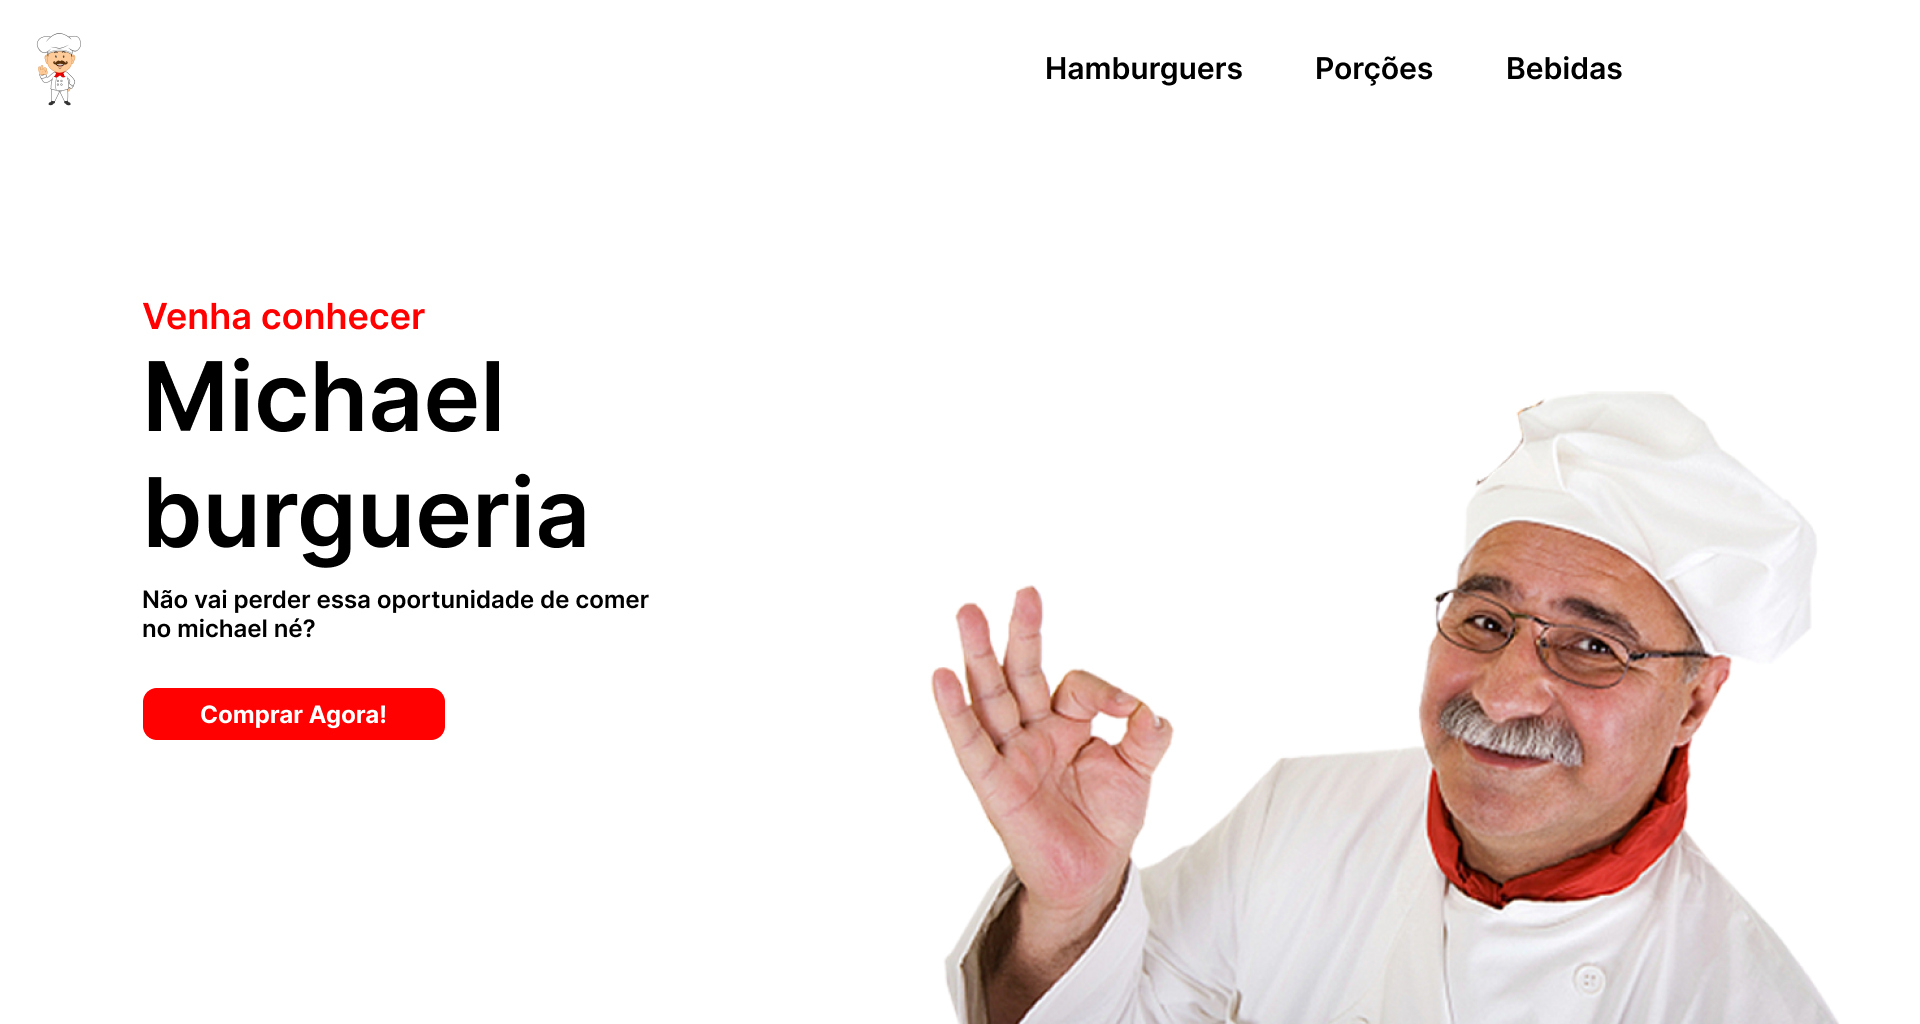 Hamburguers Porções Bebidas
Venha conhecer
Michael
burgueria
Não vai perder essa oportunidade de comer
no michael né?
Comprar Agora!